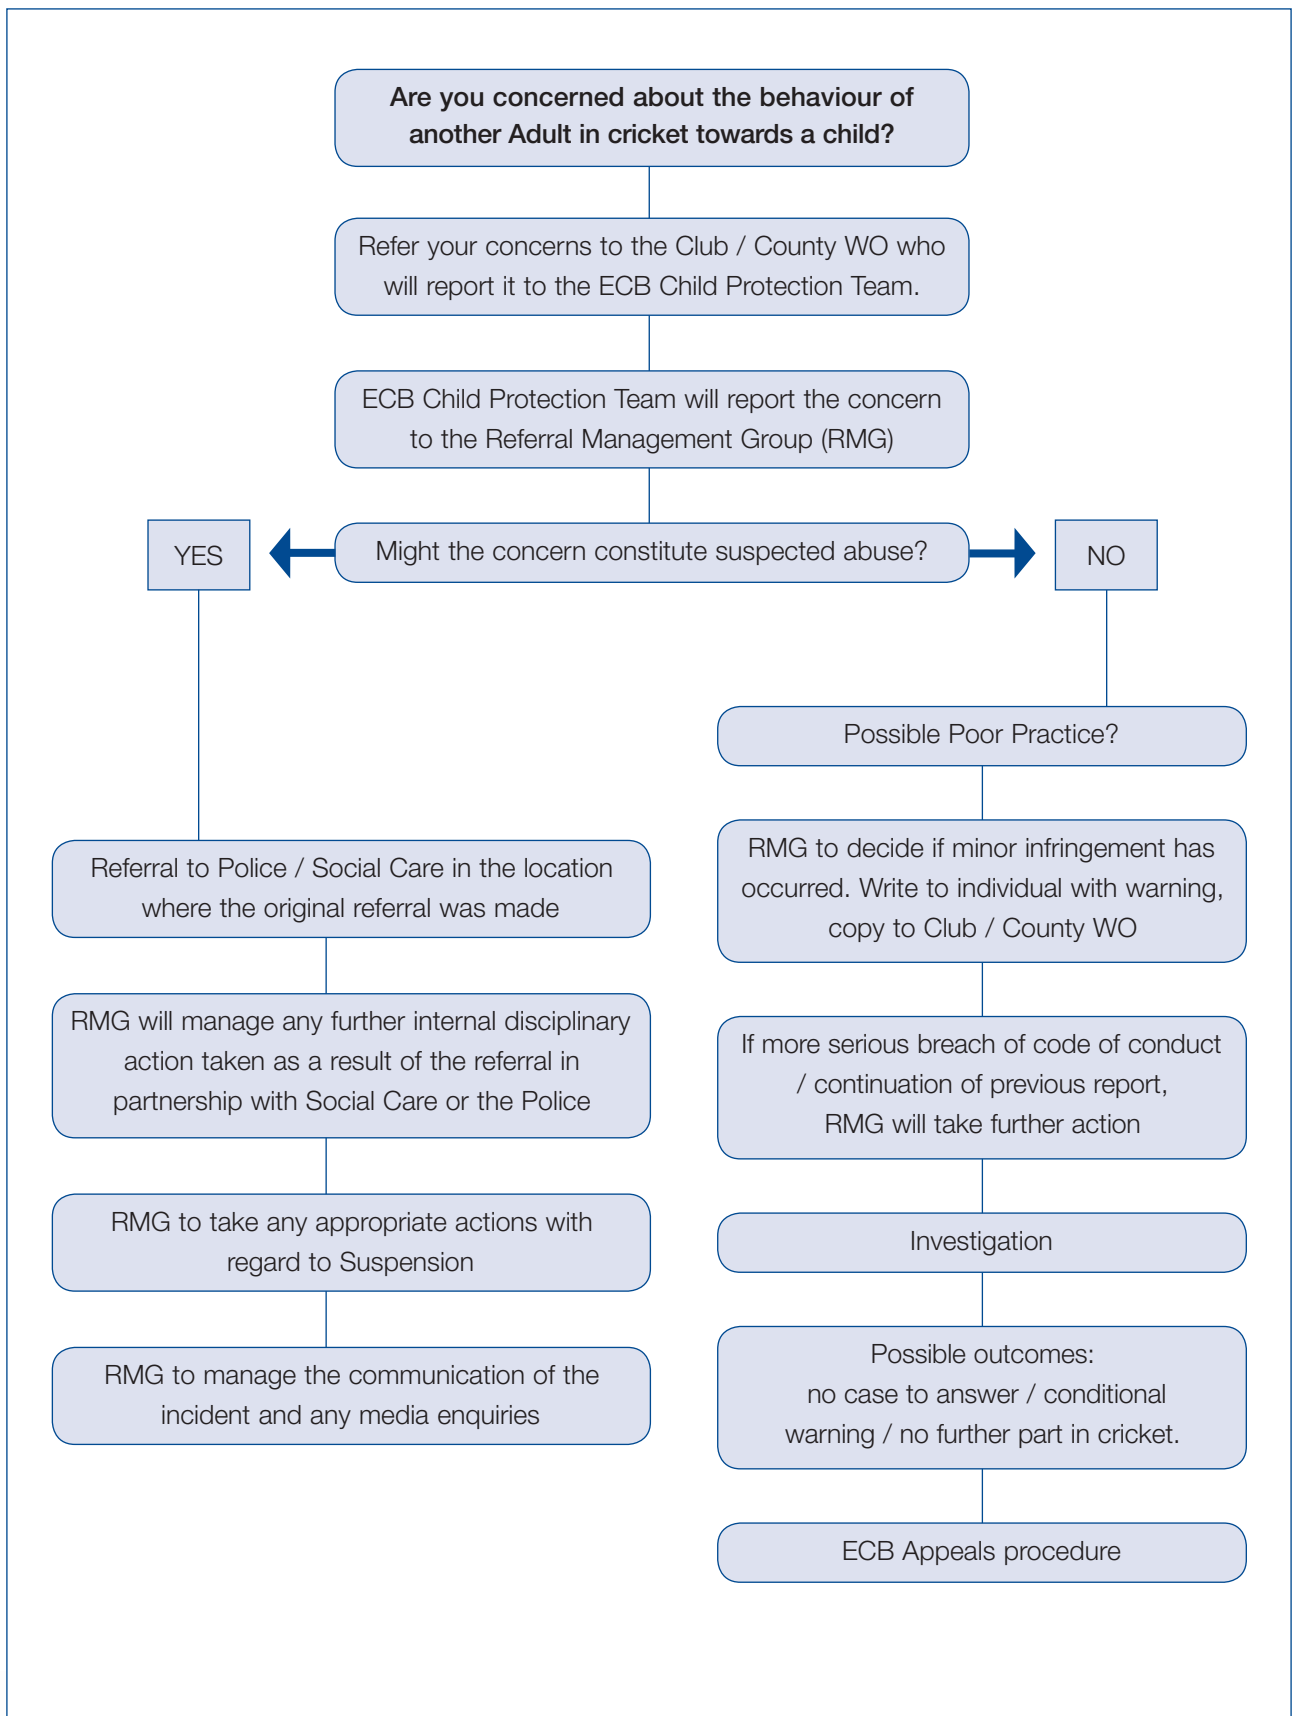 Are you concerned about the behaviour of
another Adult in cricket towards a child?
Refer your concerns to the Club / County WO who
will report it to the ECB Child Protection Team.
ECB Child Protection Team will report the concern
to the Referral Management Group (RMG)
Might the concern constitute suspected abuse?
YES
NO
Referral to Police / Social Care in the location
where the original referral was made
RMG will manage any further internal disciplinary
action taken as a result of the referral in
partnership with Social Care or the Police
RMG to take any appropriate actions with
regard to Suspension
RMG to manage the communication of the
incident and any media enquiries
Possible Poor Practice?
RMG to decide if minor infringement has
occurred. Write to individual with warning,
copy to Club / County WO
If more serious breach of code of conduct
/ continuation of previous report,
RMG will take further action
Investigation
Possible outcomes:
no case to answer / conditional
warning / no further part in cricket.
ECB Appeals procedure